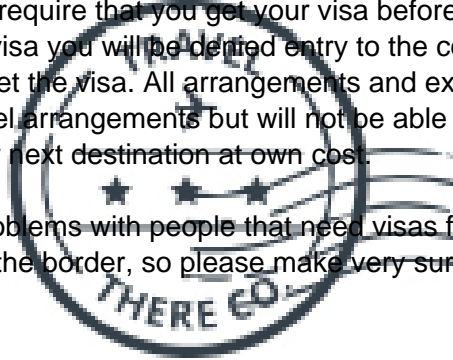 require that you get your visa before
visa you will be denied entry to the co
et the visa. All arrangements and ex
el arrangements but will not be able
next destination at own cost.
oblems with people that need visas f
the border, so please make very sur
TRAVEL
THERE CO.